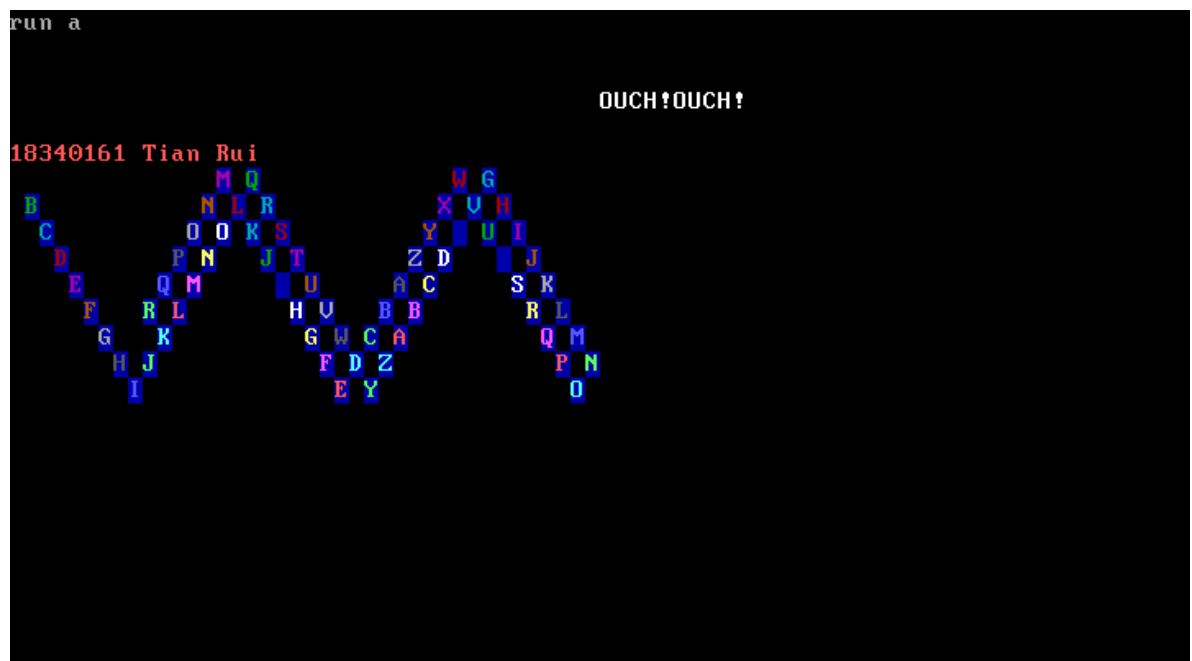 run a
OUCH!OUCH!
18340161 Tian Rui
M Q W G
B N L R X V H
C O O K S Y U I
D P N J T Z D J
E Q M U A C S K
F R L H V B B R L
G K G W C A Q M
H J F D Z P N
I E Y O